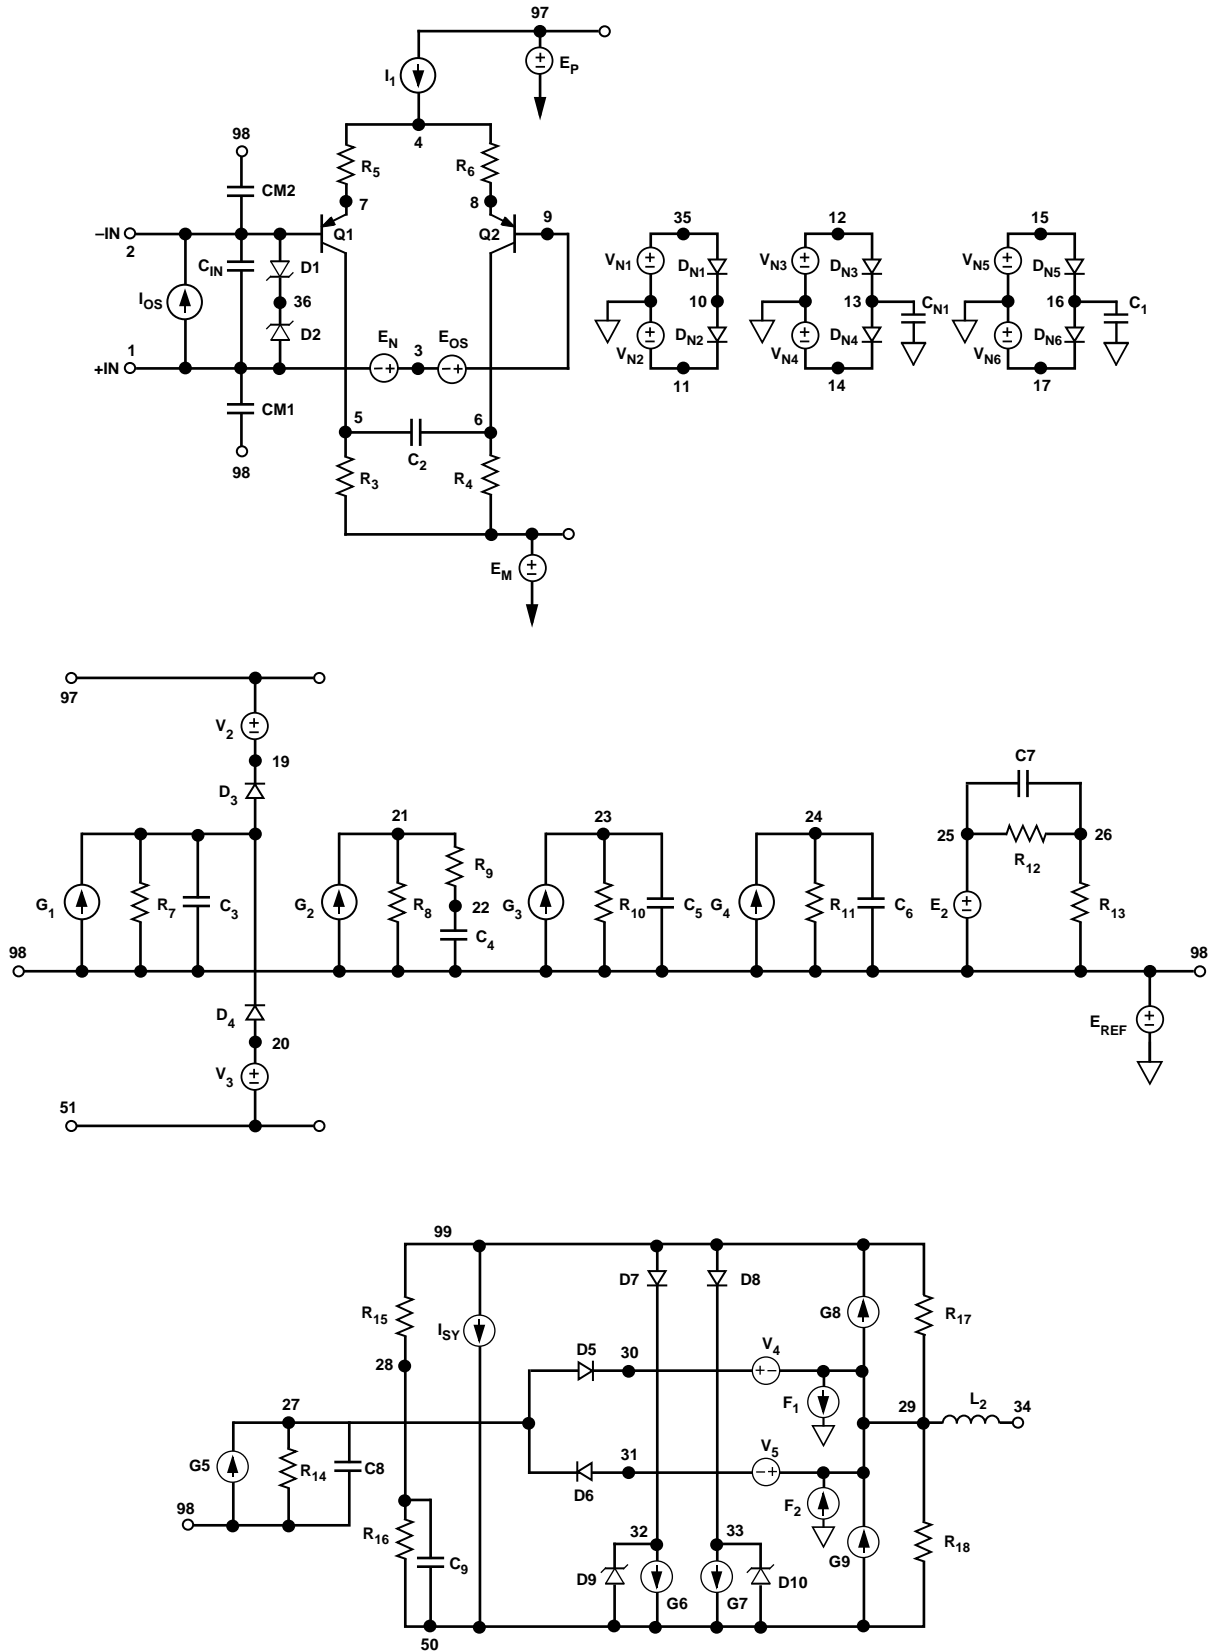 97
I1
EP
98
4
R5
R6
CM2
7
8
9
35
12
15
–IN
2
Q1
Q2
CIN
D1
VN1
DN1
VN3
DN3
VN5
DN5
IOS
36
10
13
CN1
16
C1
D2
EN
EOS
1
3
VN2
DN2
VN4
DN4
VN6
DN6
+IN
11
14
17
CM1
5
6
98
C2
R3
R4
EM
97
V2
19
C7
D3
21
23
24
25
26
R9
R12
G1
R7
C3
G2
R8
22
G3
R10
C5
G4
R11
C6
E2
R13
C4
98
98
D4
EREF
20
V3
51
99
D7
D8
R15
ISY
G8
R17
D5
30
V4
28
F1
27
29
L2
34
31
V5
G5
R14
C8
D6
98
F2
R16
32
33
C9
D9
G6
G7
D10
G9
R18
50